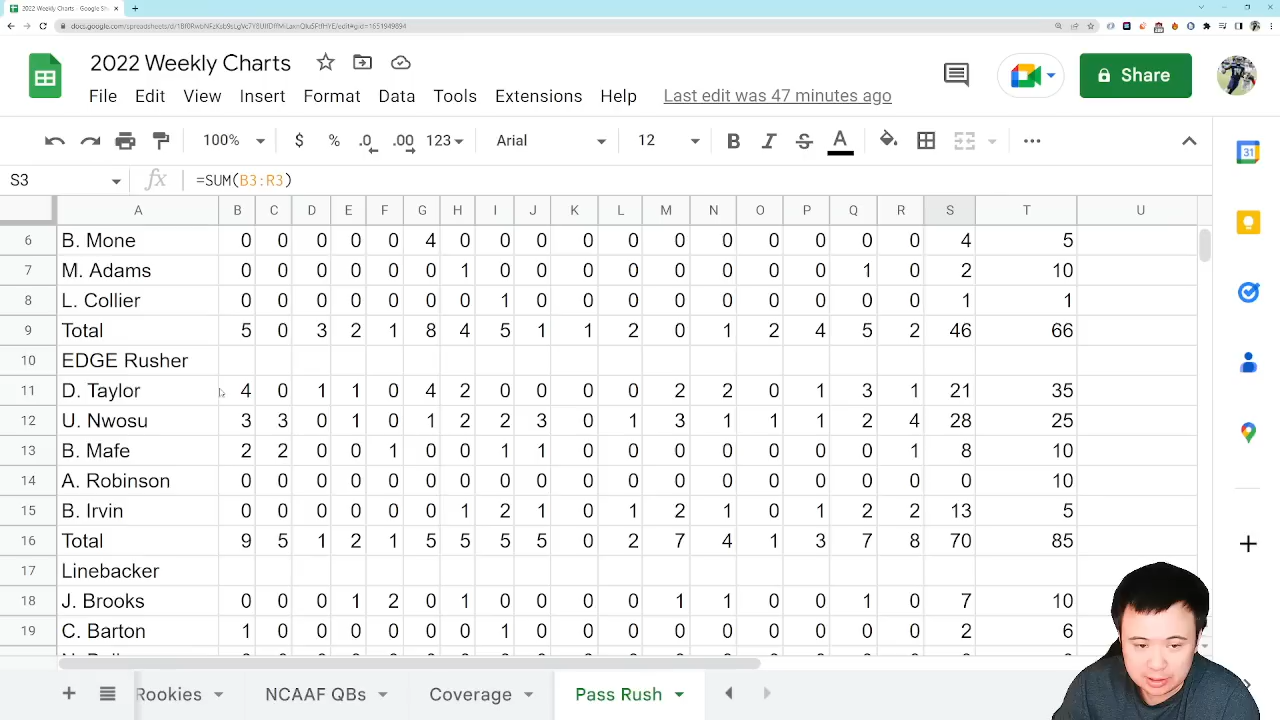 2022 Weekly Charts - Google Sheets
2022 Weekly Charts
Share
File Edit View Insert Format Data Tools Extensions Help Last edit was 47 minutes ago
100% $ % .0 .00 123 Arial 12 B I S A
S3 fx =SUM(B3:R3)
A B C D E F G H I J K L M N O P Q R S T U
6 B. Mone 0 0 0 0 0 4 0 0 0 0 0 0 0 0 0 0 0 4 5
7 M. Adams 0 0 0 0 0 0 1 0 0 0 0 0 0 0 0 1 0 2 10
8 L. Collier 0 0 0 0 0 0 0 1 0 0 0 0 0 0 0 0 0 1 1
9 Total 5 0 3 2 1 8 4 5 1 1 2 0 1 2 4 5 2 46 66
10 EDGE Rusher
11 D. Taylor 4 0 1 1 0 4 2 0 0 0 0 2 2 0 1 3 1 21 35
12 U. Nwosu 3 3 0 1 0 1 2 2 3 0 1 3 1 1 1 2 4 28 25
13 B. Mafe 2 2 0 0 1 0 0 1 1 0 0 0 0 0 0 0 1 8 10
14 A. Robinson 0 0 0 0 0 0 0 0 0 0 0 0 0 0 0 0 0 0 10
15 B. Irvin 0 0 0 0 0 0 1 2 1 0 1 2 1 0 1 2 2 13 5
16 Total 9 5 1 2 1 5 5 5 5 0 2 7 4 1 3 7 8 70 85
17 Linebacker
18 J. Brooks 0 0 0 1 2 0 1 0 0 0 0 1 1 0 0 1 0 7 10
19 C. Barton 1 0 0 0 0 0 0 1 0 0 0 0 0 0 0 0 0 2 6
Rookies NCAAF QBs Coverage Pass Rush
31